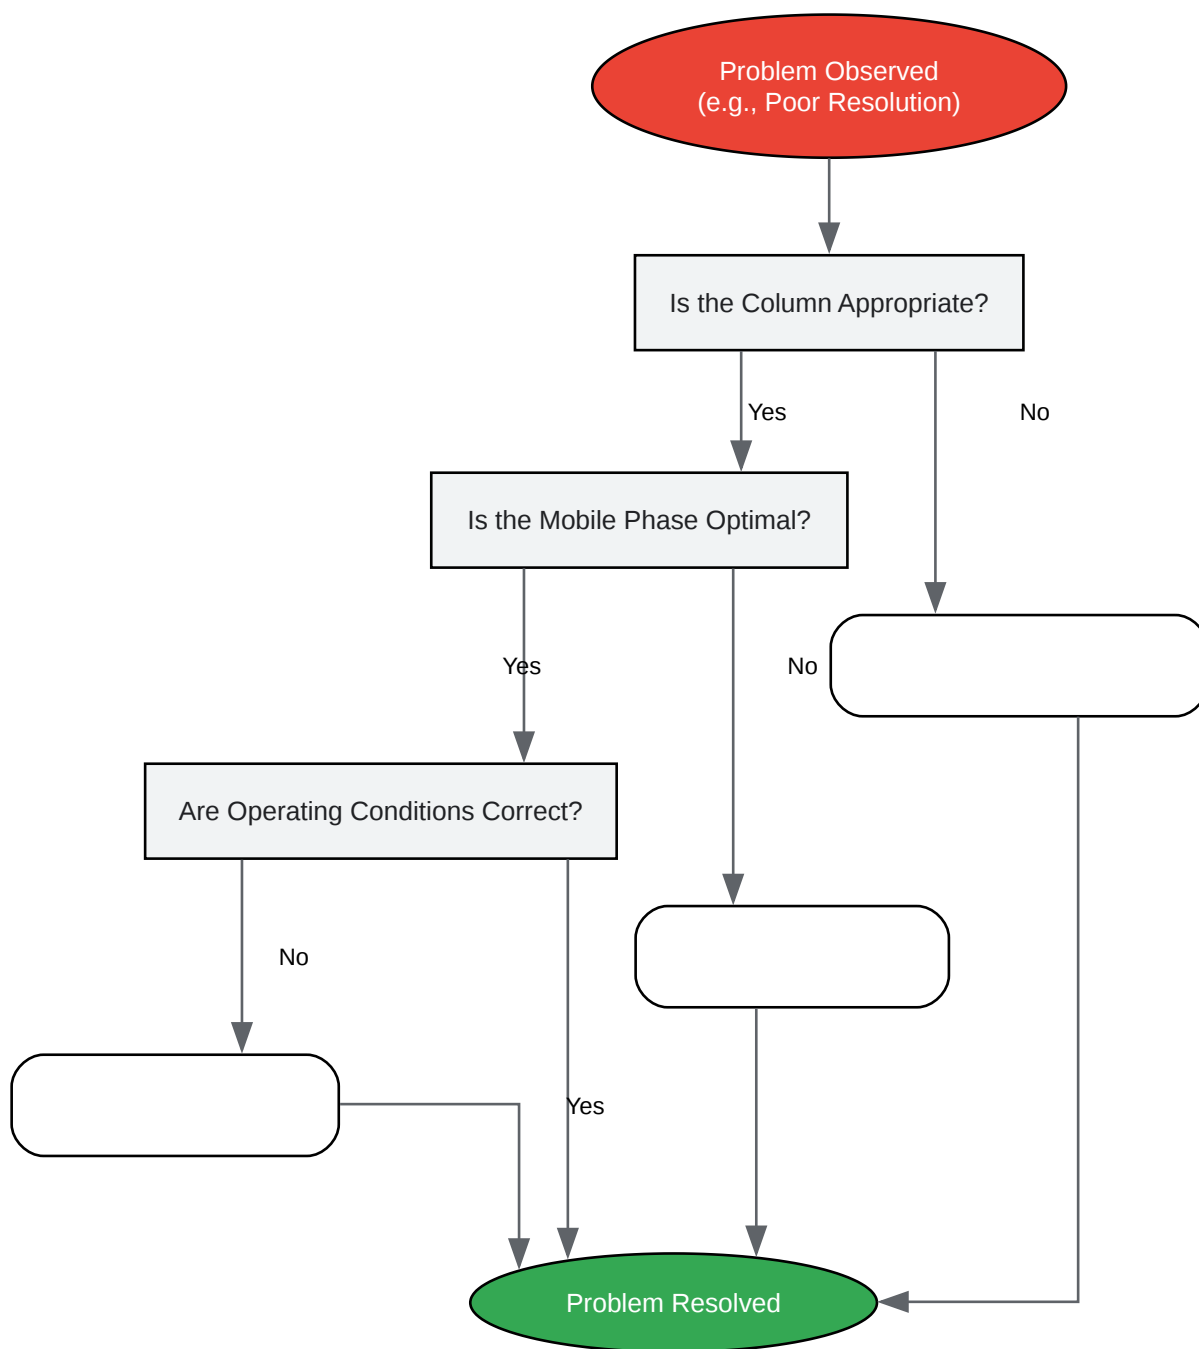 Problem Observed
(e.g., Poor Resolution)
Is the Column Appropriate?
Yes
No
Is the Mobile Phase Optimal?
Yes
No
Are Operating Conditions Correct?
No
Yes
Problem Resolved